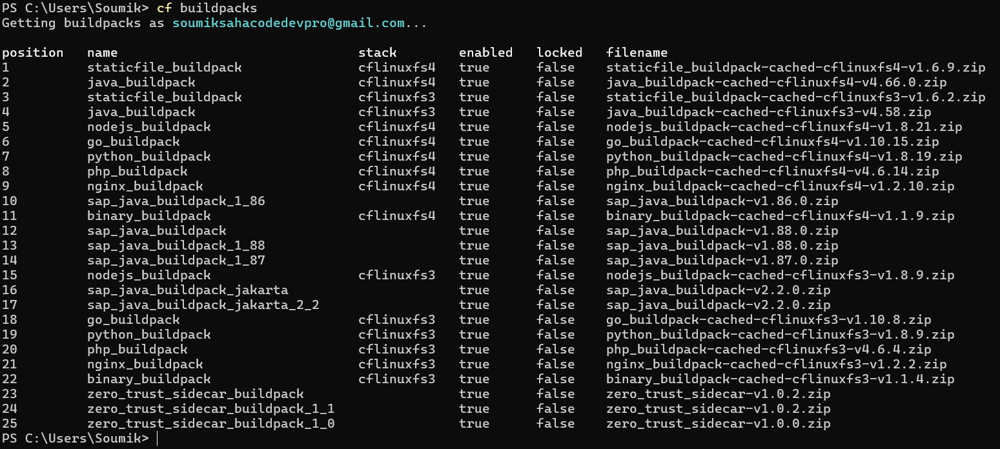 PS C:\Users\Soumik> cf buildpacks
Getting buildpacks as soumiksahacodedevpro@gmail.com...
position name stack enabled locked filename
1 staticfile_buildpack cflinuxfs4 true false staticfile_buildpack-cached-cflinuxfs4-v1.6.9.zip
2 java_buildpack cflinuxfs4 true false java_buildpack-cached-cflinuxfs4-v4.66.0.zip
3 staticfile_buildpack cflinuxfs3 true false staticfile_buildpack-cached-cflinuxfs3-v1.6.2.zip
4 java_buildpack cflinuxfs3 true false java_buildpack-cached-cflinuxfs3-v4.58.zip
5 nodejs_buildpack cflinuxfs4 true false nodejs_buildpack-cached-cflinuxfs4-v1.8.21.zip
6 go_buildpack cflinuxfs4 true false go_buildpack-cached-cflinuxfs4-v1.10.15.zip
7 python_buildpack cflinuxfs4 true false python_buildpack-cached-cflinuxfs4-v1.8.19.zip
8 php_buildpack cflinuxfs4 true false php_buildpack-cached-cflinuxfs4-v4.6.14.zip
9 nginx_buildpack cflinuxfs4 true false nginx_buildpack-cached-cflinuxfs4-v1.2.10.zip
10 sap_java_buildpack_1_86 true false sap_java_buildpack-v1.86.0.zip
11 binary_buildpack cflinuxfs4 true false binary_buildpack-cached-cflinuxfs4-v1.1.9.zip
12 sap_java_buildpack true false sap_java_buildpack-v1.88.0.zip
13 sap_java_buildpack_1_88 true false sap_java_buildpack-v1.88.0.zip
14 sap_java_buildpack_1_87 true false sap_java_buildpack-v1.87.0.zip
15 nodejs_buildpack cflinuxfs3 true false nodejs_buildpack-cached-cflinuxfs3-v1.8.9.zip
16 sap_java_buildpack_jakarta true false sap_java_buildpack-v2.2.0.zip
17 sap_java_buildpack_jakarta_2_2 true false sap_java_buildpack-v2.2.0.zip
18 go_buildpack cflinuxfs3 true false go_buildpack-cached-cflinuxfs3-v1.10.8.zip
19 python_buildpack cflinuxfs3 true false python_buildpack-cached-cflinuxfs3-v1.8.9.zip
20 php_buildpack cflinuxfs3 true false php_buildpack-cached-cflinuxfs3-v4.6.4.zip
21 nginx_buildpack cflinuxfs3 true false nginx_buildpack-cached-cflinuxfs3-v1.2.2.zip
22 binary_buildpack cflinuxfs3 true false binary_buildpack-cached-cflinuxfs3-v1.1.4.zip
23 zero_trust_sidecar_buildpack true false zero_trust_sidecar-v1.0.2.zip
24 zero_trust_sidecar_buildpack_1_1 true false zero_trust_sidecar-v1.0.2.zip
25 zero_trust_sidecar_buildpack_1_0 true false zero_trust_sidecar-v1.0.0.zip
PS C:\Users\Soumik>